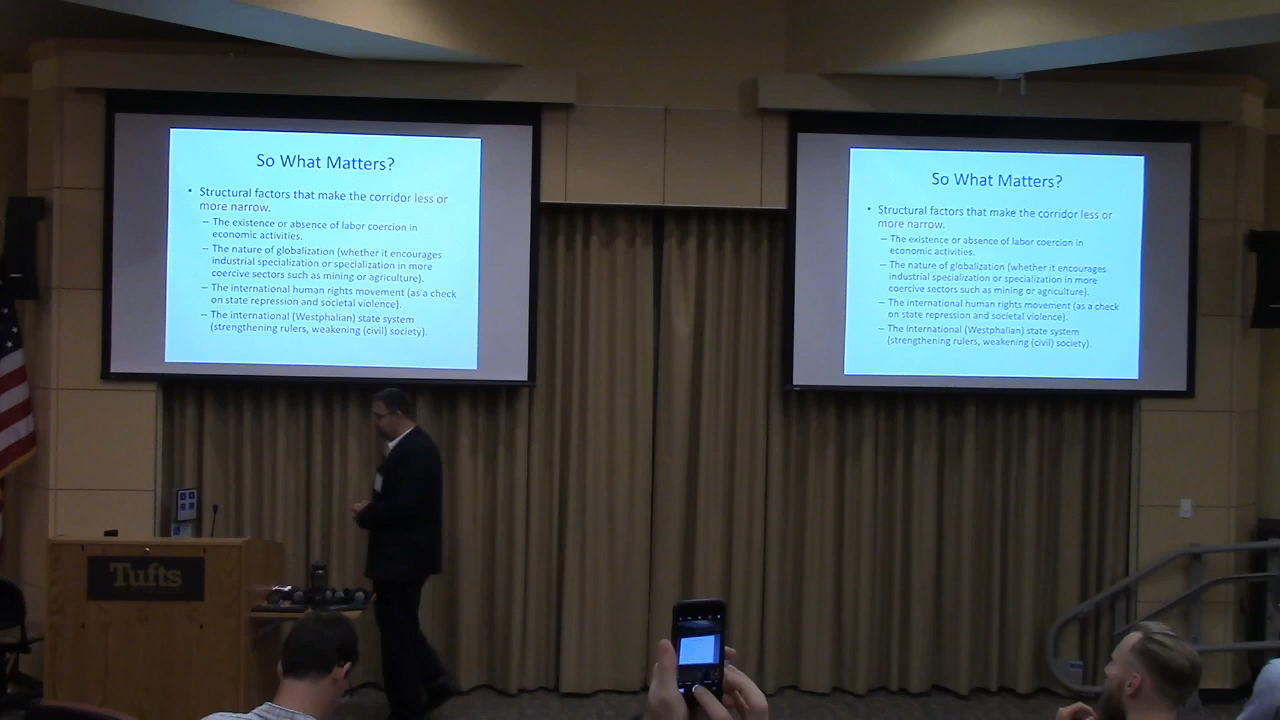 So What Matters?
• Structural factors that make the corridor less or
more narrow.
– The existence or absence of labor coercion in
economic activities.
– The nature of globalization (whether it encourages
industrial specialization or specialization in more
coercive sectors such as mining or agriculture).
– The international human rights movement (as a check
on state repression and societal violence).
– The international (Westphalian) state system
(strengthening rulers, weakening (civil) society).
So What Matters?
• Structural factors that make the corridor less or
more narrow.
– The existence or absence of labor coercion in
economic activities.
– The nature of globalization (whether it encourages
industrial specialization or specialization in more
coercive sectors such as mining or agriculture).
– The international human rights movement (as a check
on state repression and societal violence).
– The international (Westphalian) state system
(strengthening rulers, weakening (civil) society).
Tufts